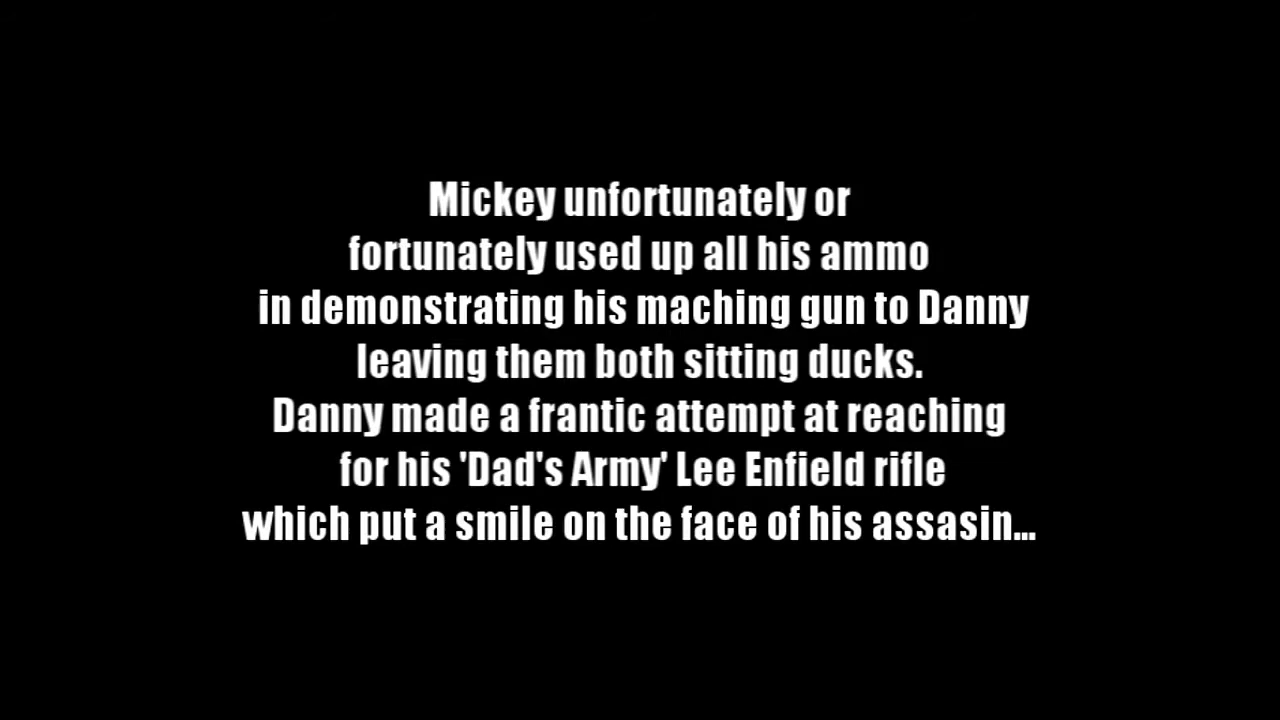 Mickey unfortunately or
fortunately used up all his ammo
in demonstrating his maching gun to Danny
leaving them both sitting ducks.
Danny made a frantic attempt at reaching
for his 'Dad's Army' Lee Enfield rifle
which put a smile on the face of his assasin...